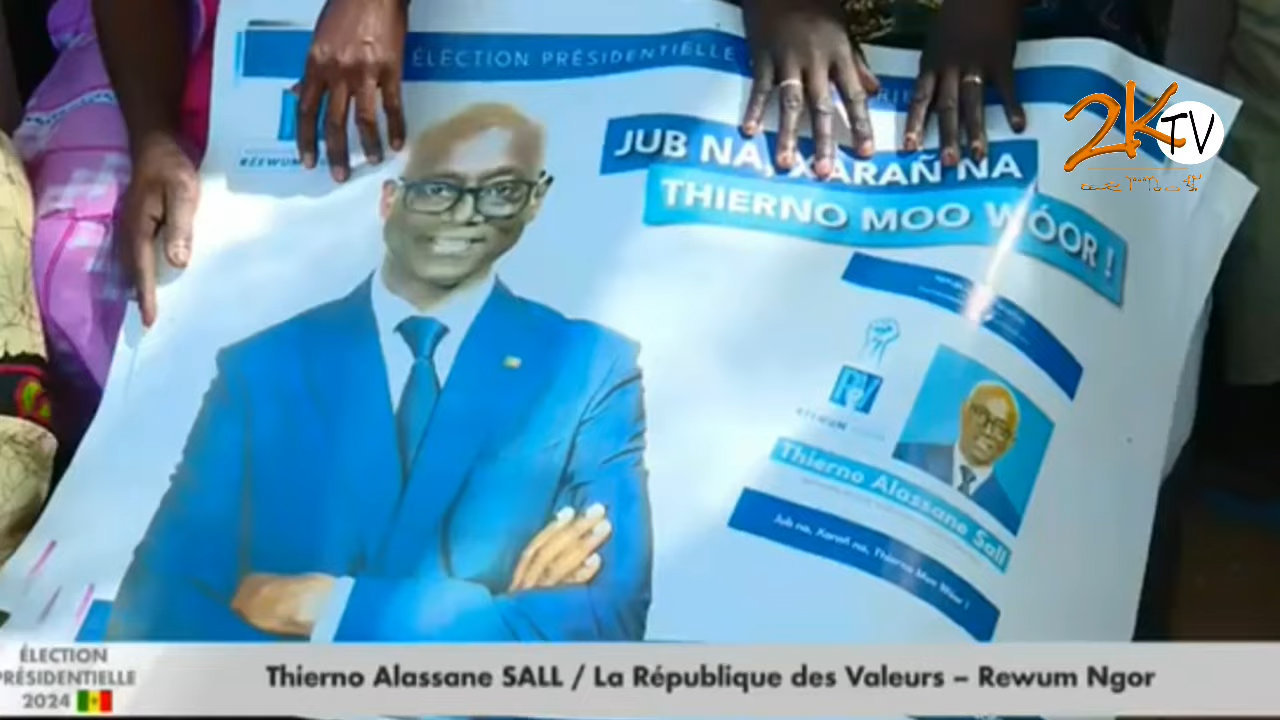 ÉLECTION PRÉSIDENTIELLE
2K TV
JUB NA, XARAÑ NA
THIERNO MOO WÓOR !
RV
Thierno Alassane Sall
Jub na, Xarañ na, Thierno Moo Wóor !
ÉLECTION
PRÉSIDENTIELLE
2024
Thierno Alassane SALL / La République des Valeurs – Rewum Ngor